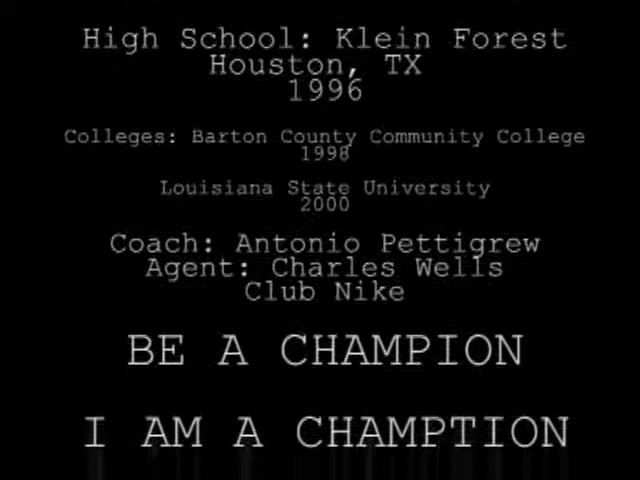 High School: Klein Forest
Houston, TX
1996
Colleges: Barton County Community College
1998
Louisiana State University
2000
Coach: Antonio Pettigrew
Agent: Charles Wells
Club Nike
BE A CHAMPION
I AM A CHAMPTION